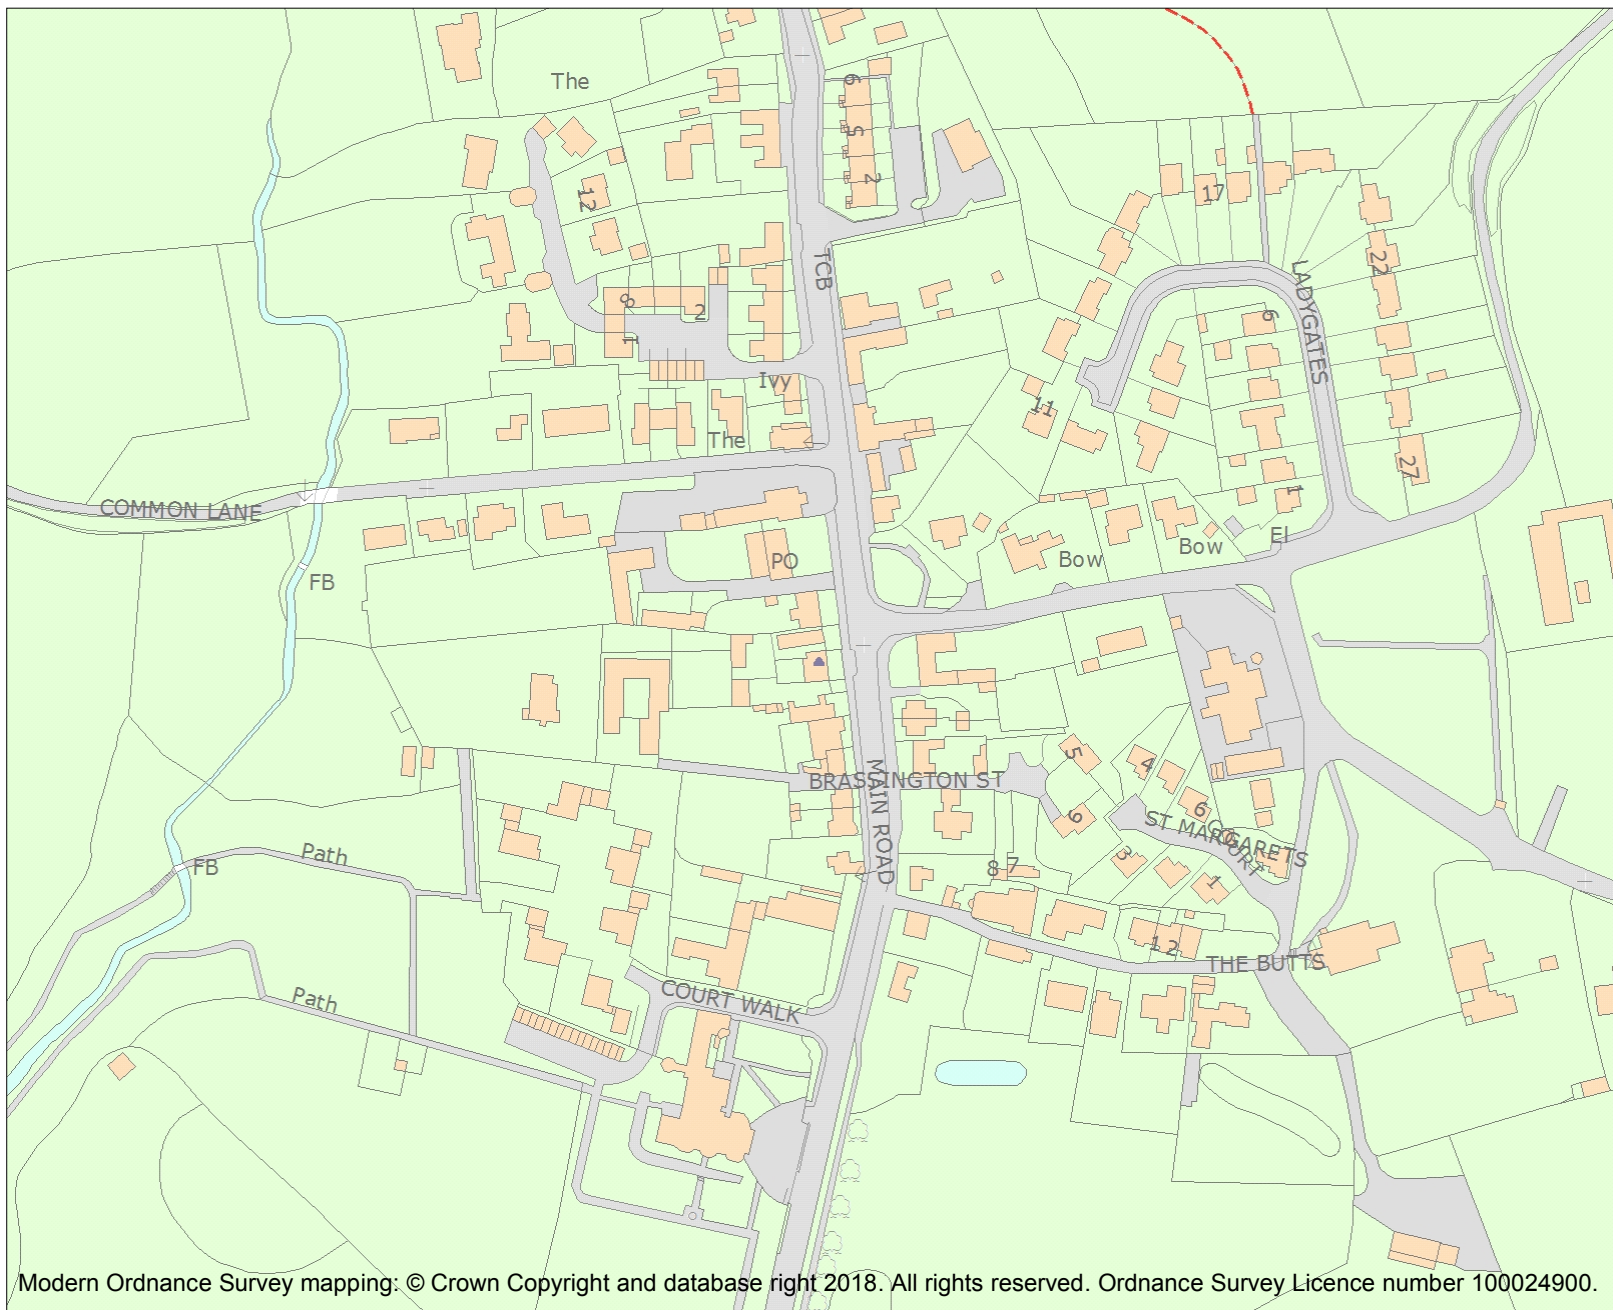 The
6
5
2
12
17
TCB
22
LADYGATES
8
2
1
6
Ivy
11
The
27
1
COMMON LANE
El
Bow
Bow
PO
FB
5
4
BRASSINGTON ST
MAIN ROAD
6
9
ST MARGARETS
COURT
3
Path
FB
8 7
1
1 2
THE BUTTS
Path
COURT WALK
Modern Ordnance Survey mapping: © Crown Copyright and database right 2018. All rights reserved. Ordnance Survey Licence number 100024900.